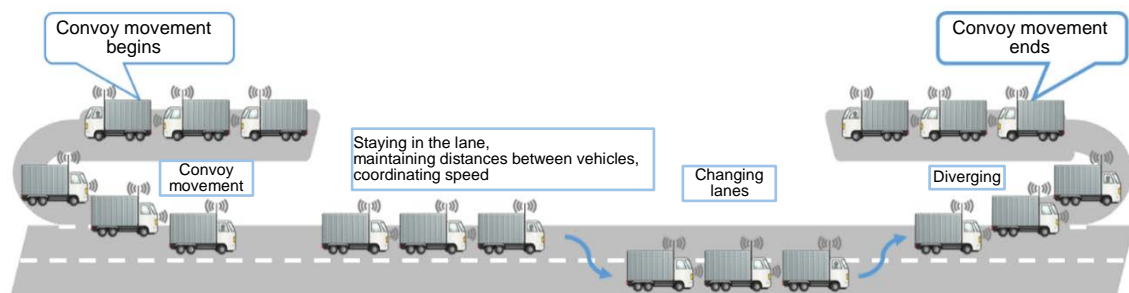 Convoy movement
begins
Convoy movement
ends
Staying in the lane,
maintaining distances between vehicles,
coordinating speed
Convoy
movement
Changing
lanes
Diverging